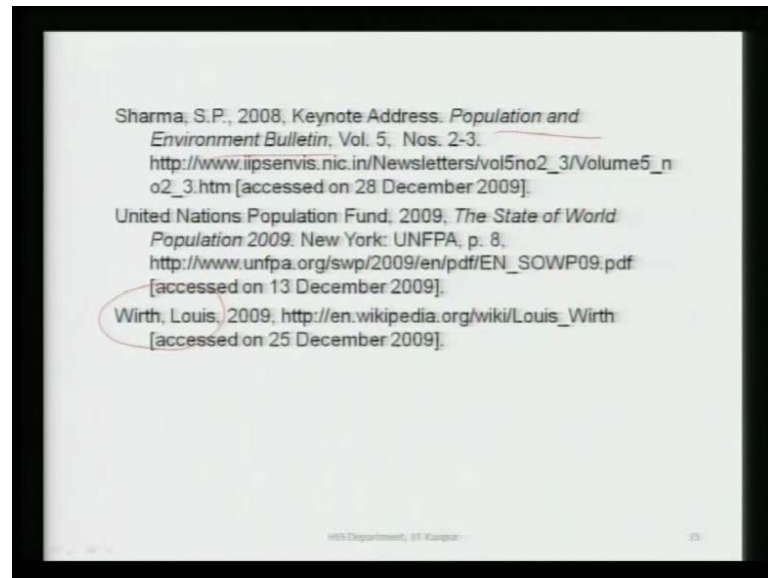 Sharma, S.P., 2008, Keynote Address. Population and
Environment Bulletin, Vol. 5, Nos. 2-3.
http://www.iipsenvis.nic.in/Newsletters/vol5no2_3/Volume5_n
o2_3.htm [accessed on 28 December 2009].
United Nations Population Fund, 2009, The State of World
Population 2009. New York: UNFPA, p. 8,
http://www.unfpa.org/swp/2009/en/pdf/EN_SOWP09.pdf
[accessed on 13 December 2009].
Wirth, Louis, 2009, http://en.wikipedia.org/wiki/Louis_Wirth
[accessed on 25 December 2009].
HSS Department, IIT Kanpur